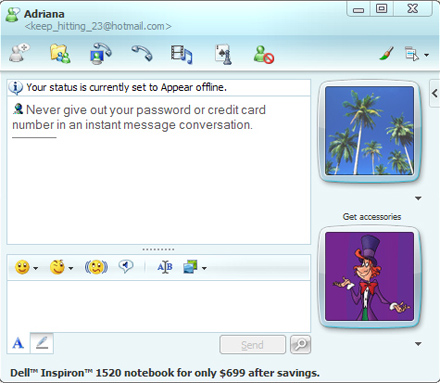 Adriana
<keep_hitting_23@hotmail.com>
Your status is currently set to Appear offline.
Never give out your password or credit card
number in an instant message conversation.
Get accessories
A
Send
Dell™ Inspiron™ 1520 notebook for only $699 after savings.